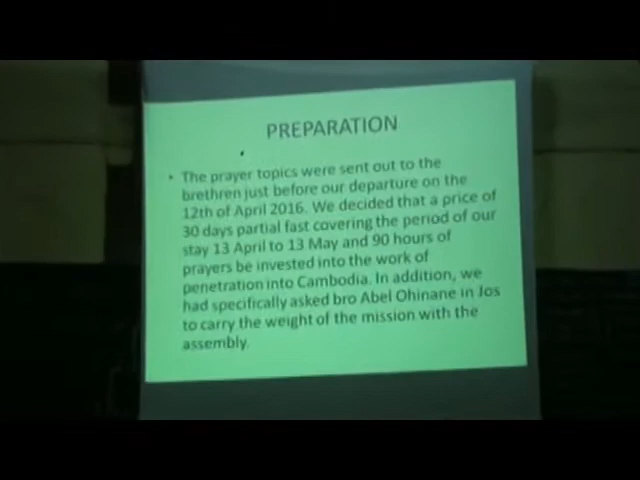 PREPARATION
• The prayer topics were sent out to the
brethren just before our departure on the
12th of April 2016. We decided that a price of
30 days partial fast covering the period of our
stay 13 April to 13 May and 90 hours of
prayers be invested into the work of
penetration into Cambodia. In addition, we
had specifically asked bro Abel Ohinane in Jos
to carry the weight of the mission with the
assembly.